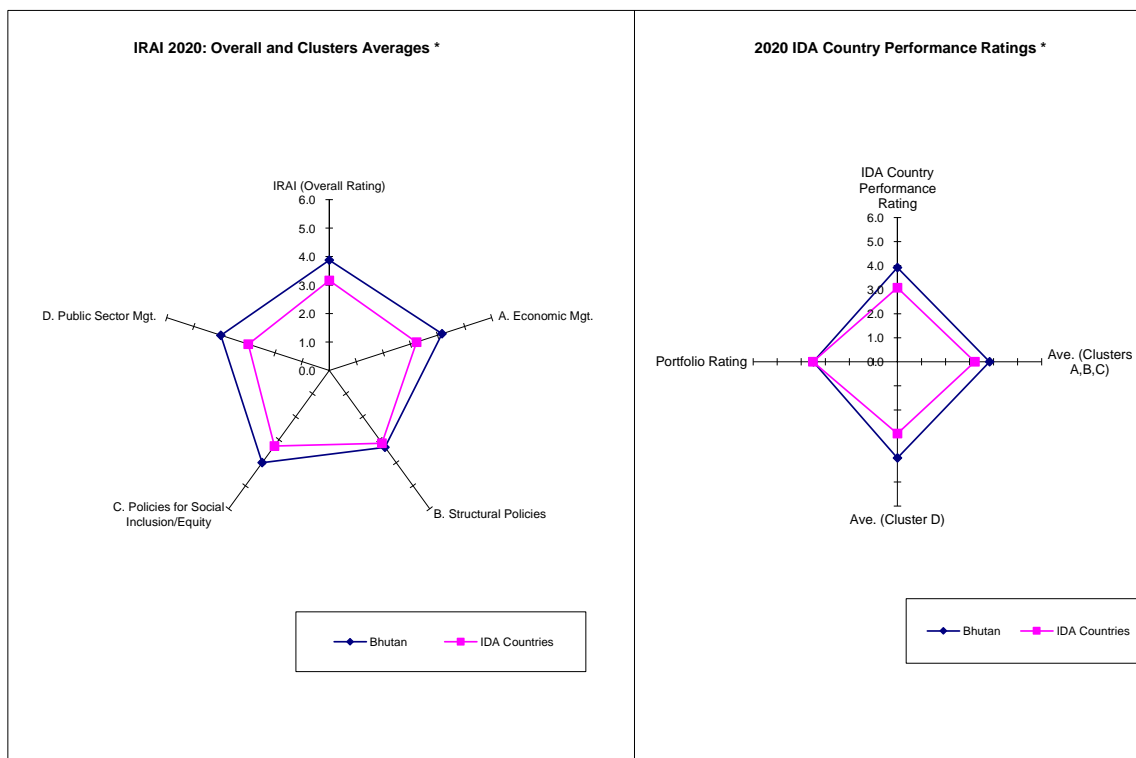 IRAI 2020: Overall and Clusters Averages *
IRAI (Overall Rating)
6.0
5.0
4.0
3.0
2.0
1.0
0.0
A. Economic Mgt.
D. Public Sector Mgt.
C. Policies for Social
Inclusion/Equity
B. Structural Policies
Bhutan
IDA Countries
2020 IDA Country Performance Ratings *
IDA Country
Performance
Rating
6.0
5.0
4.0
3.0
2.0
1.0
0.0
Portfolio Rating
Ave. (Clusters
A,B,C)
Ave. (Cluster D)
Bhutan
IDA Countries